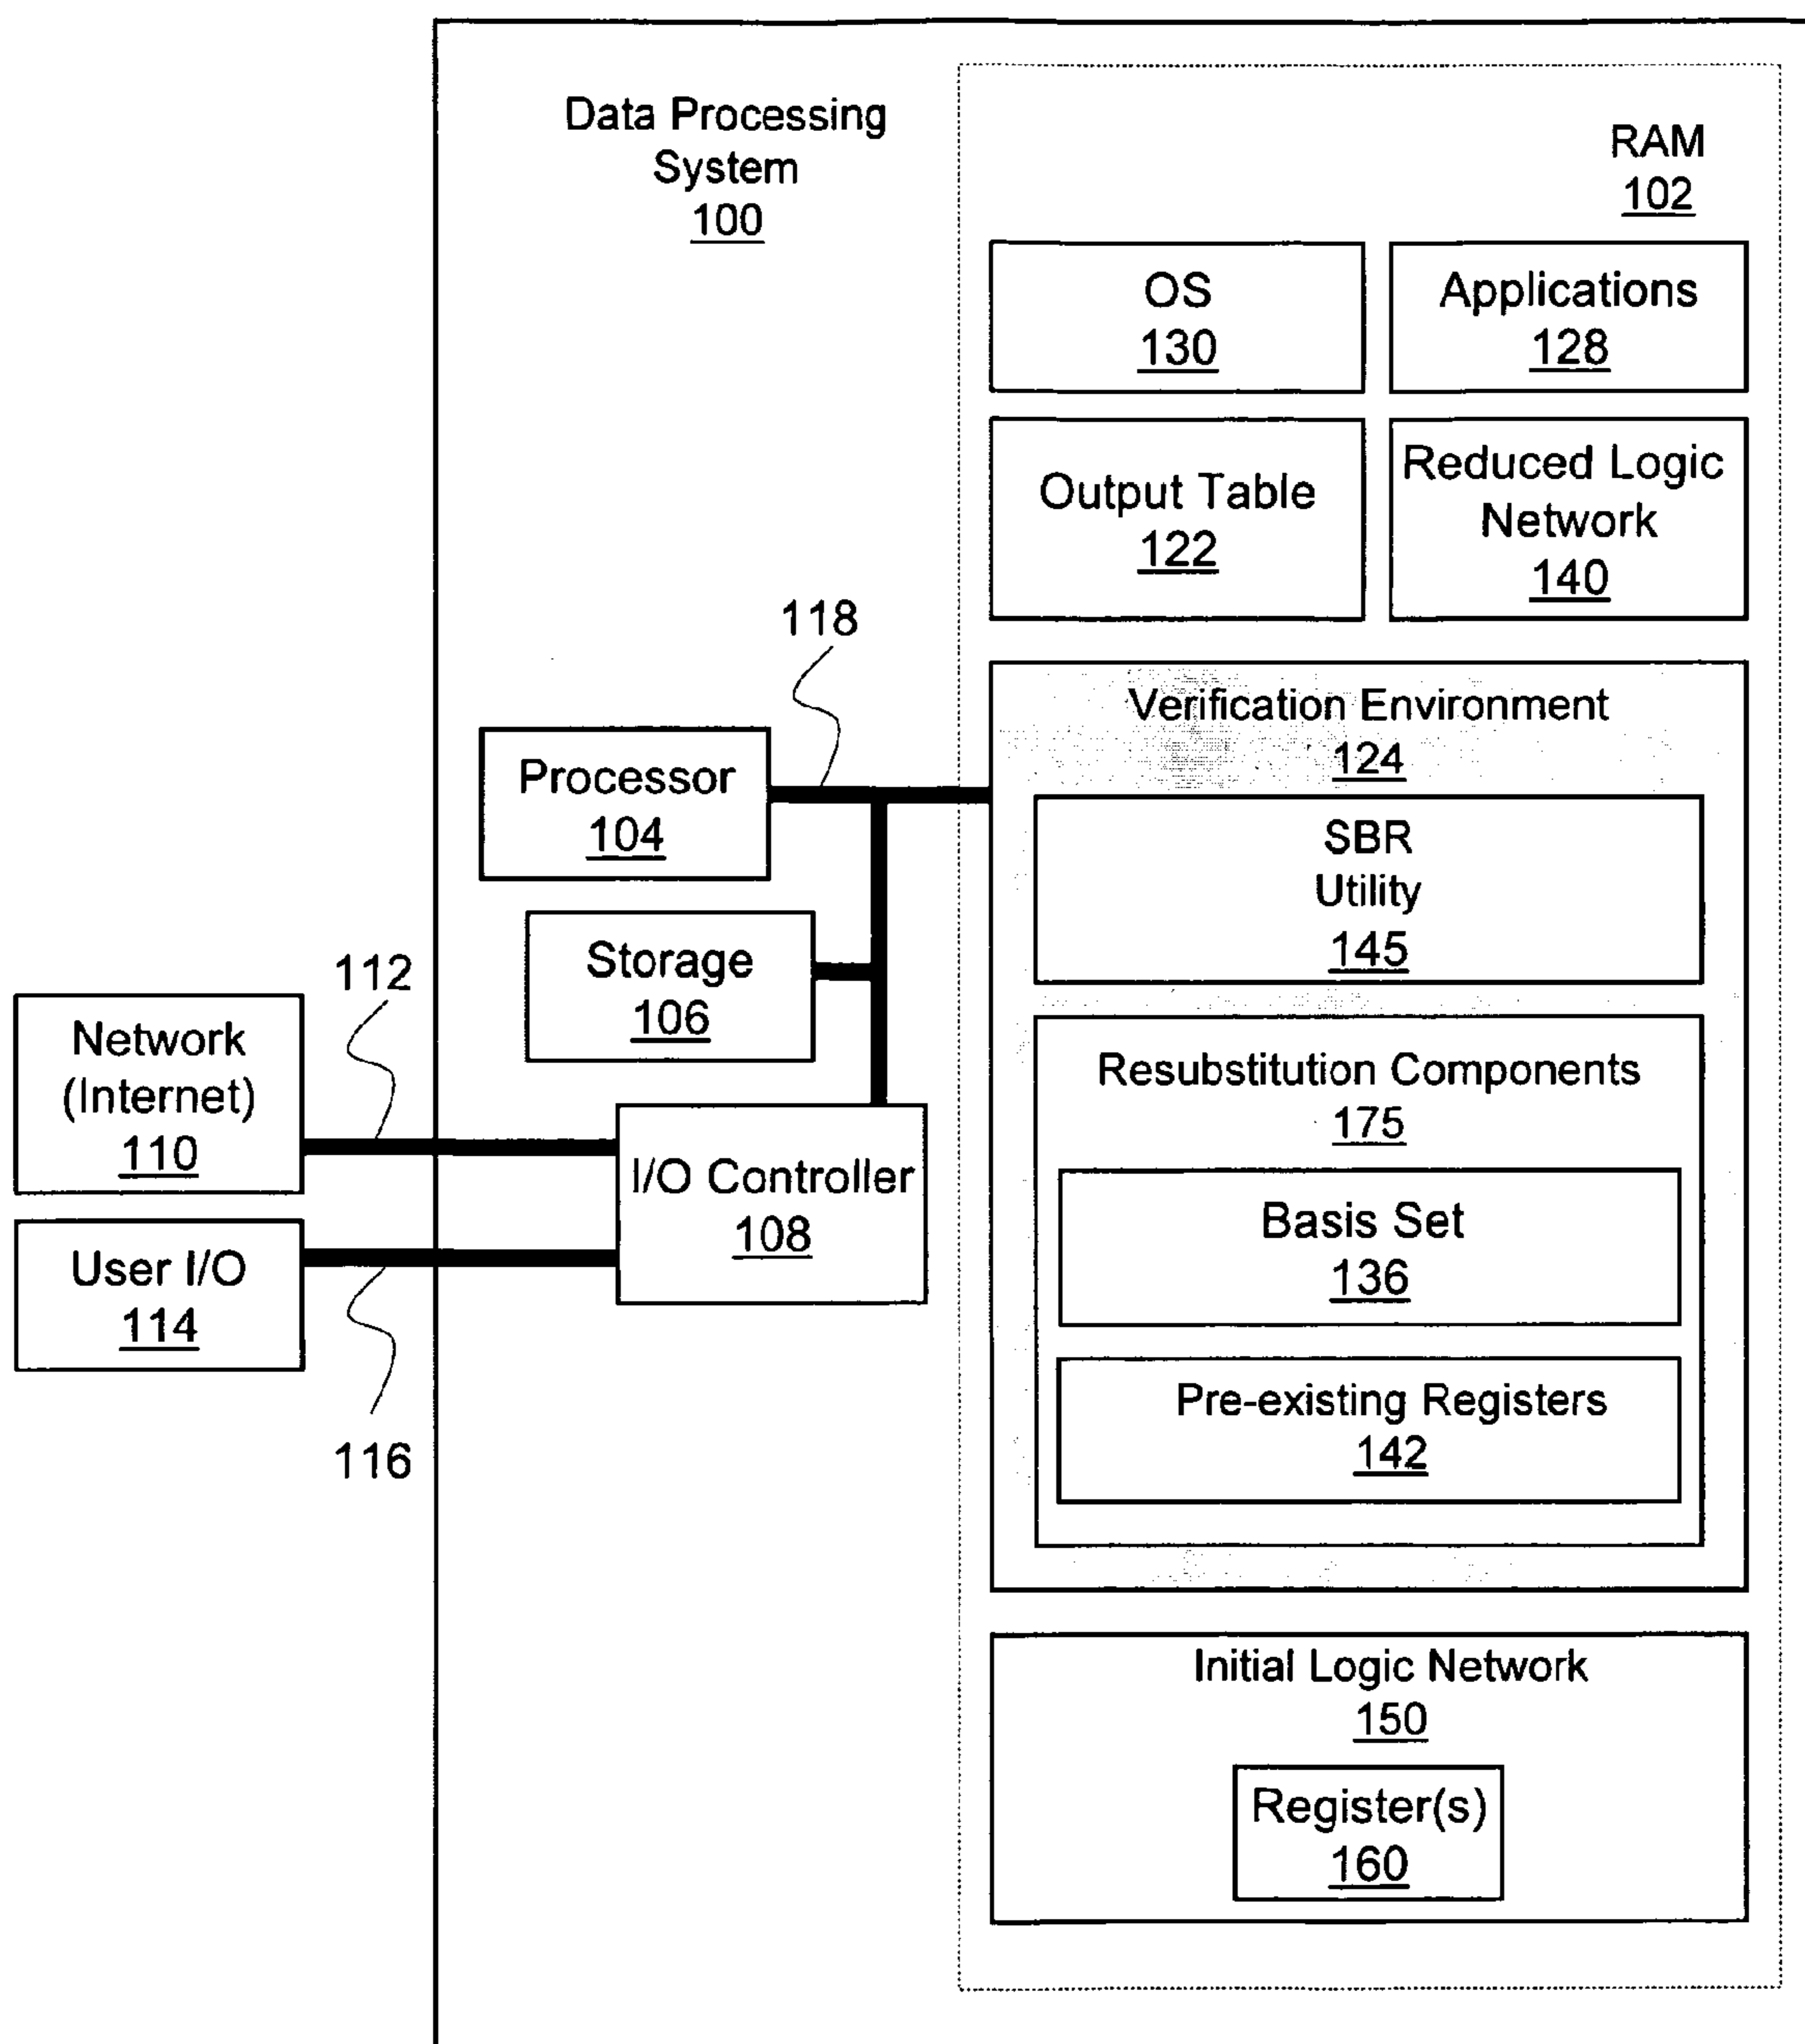 Data Processing
System
100
RAM
102
OS
130
Applications
128
Output Table
122
Reduced Logic
Network
140
118
Verification Environment
124
Processor
104
SBR
Utility
145
Storage
106
112
Network
(Internet)
110
Resubstitution Components
175
I/O Controller
108
Basis Set
136
User I/O
114
Pre-existing Registers
142
116
Initial Logic Network
150
Register(s)
160